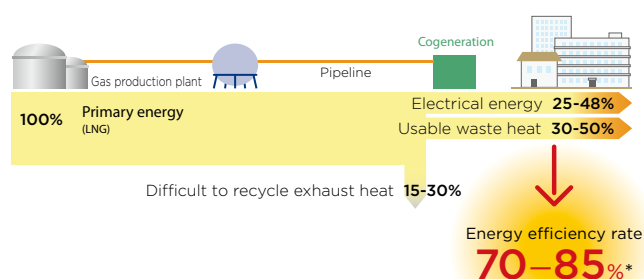 Cogeneration
Gas production plant
Pipeline
100% Primary energy
(LNG)
Electrical energy 25-48%
Usable waste heat 30-50%
Difficult to recycle exhaust heat 15-30%
Energy efficiency rate
70–85%*